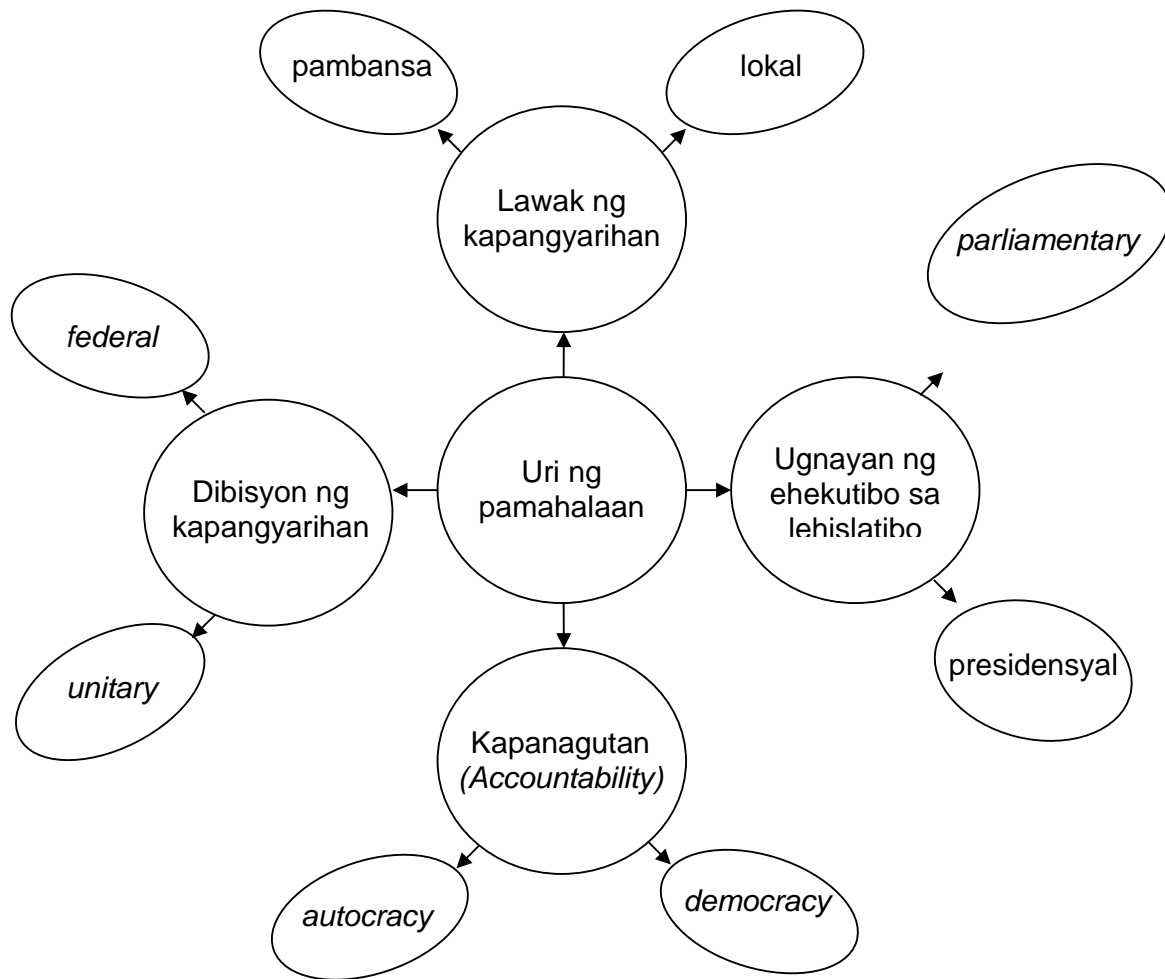 pambansa
lokal
Lawak ng
kapangyarihan
parliamentary
federal
Dibisyon ng
kapangyarihan
Uri ng
pamahalaan
Ugnayan ng
ehekutibo sa
lehislatibo
unitary
presidensyal
Kapanagutan
(Accountability)
autocracy
democracy